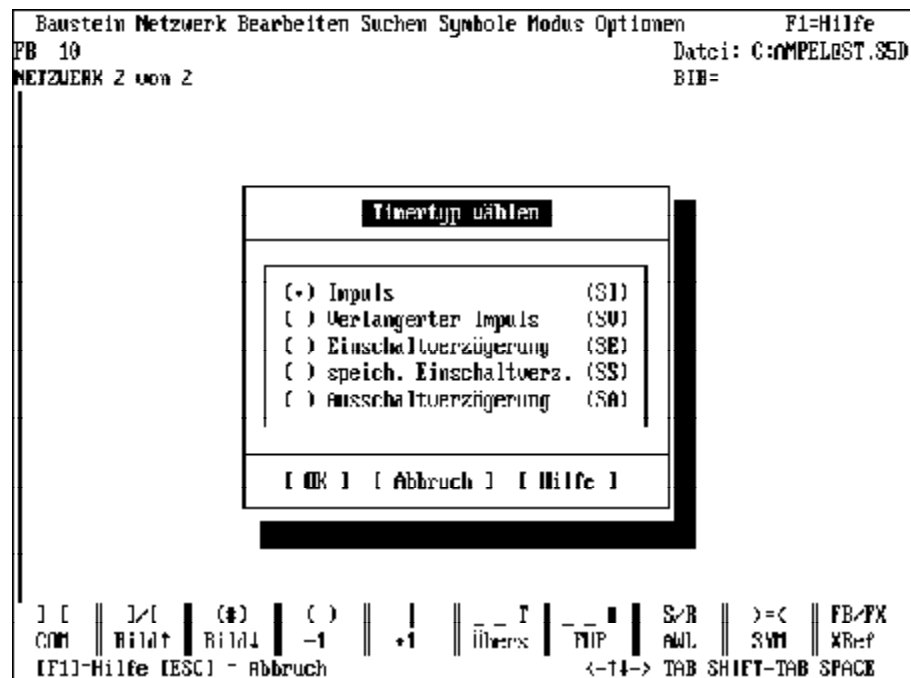 Baustein Netzwerk Bearbeiten Suchen Symbole Modus Optionen F1=Hilfe
FB 10 Datei: C:AMPEL@ST.S5D
NETZWERK 2 von 2 BIB=
Timertyp wählen
(•) Impuls (SI)
( ) Verlängerter Impuls (SV)
( ) Einschaltverzögerung (SE)
( ) speich. Einschaltverz. (SS)
( ) Ausschaltverzögerung (SA)
[ OK ] [ Abbruch ] [ Hilfe ]
] [ ]/[ (#) ( ) S/R >=< FB/FX
COM Bild↑ Bild↓ -1 +1 Übers FUP AWL SYM XRef
[F1]-Hilfe [ESC] - Abbruch <-↑↓-> TAB SHIFT-TAB SPACE